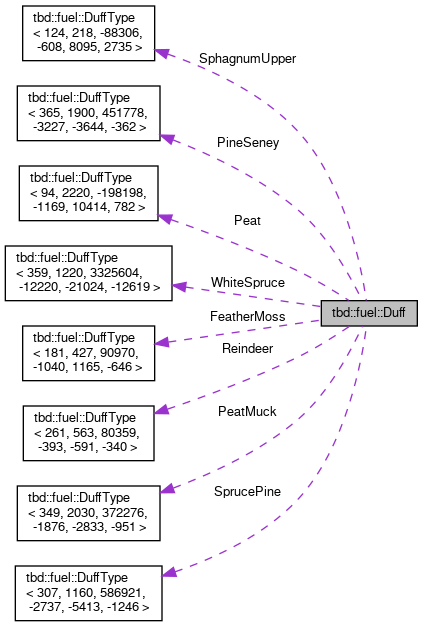 tbd::fuel::DuffType
< 124, 218, -88306,
-608, 8095, 2735 >
SphagnumUpper
tbd::fuel::DuffType
< 365, 1900, 451778,
-3227, -3644, -362 >
PineSeney
tbd::fuel::DuffType
< 94, 2220, -198198,
-1169, 10414, 782 >
Peat
tbd::fuel::DuffType
< 359, 1220, 3325604,
-12220, -21024, -12619 >
WhiteSpruce
tbd::fuel::Duff
FeatherMoss
tbd::fuel::DuffType
< 181, 427, 90970,
-1040, 1165, -646 >
Reindeer
tbd::fuel::DuffType
< 261, 563, 80359,
-393, -591, -340 >
PeatMuck
tbd::fuel::DuffType
< 349, 2030, 372276,
-1876, -2833, -951 >
SprucePine
tbd::fuel::DuffType
< 307, 1160, 586921,
-2737, -5413, -1246 >